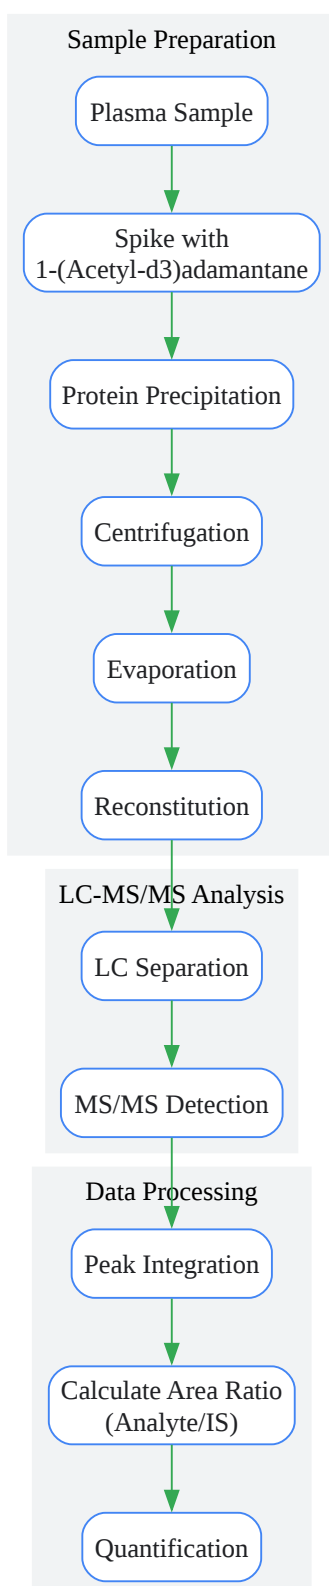 Sample Preparation
Plasma Sample
Spike with
1-(Acetyl-d3)adamantane
Protein Precipitation
Centrifugation
Evaporation
Reconstitution
LC-MS/MS Analysis
LC Separation
MS/MS Detection
Data Processing
Peak Integration
Calculate Area Ratio
(Analyte/IS)
Quantification